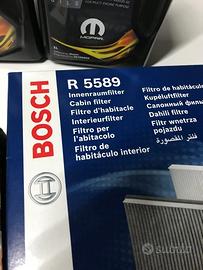 MOPAR
BOSCH
R 5589
Innenraumfilter
Cabin filter
Filtre d'habitacle
Interieurfilter
Filtro per
l'abitacolo
Filtro de
habitáculo interior
Filtro de habitáculo
Kupéluftfilter
Салонный фильтр
Dahili filtre
Filtr wnętrza
pojazdu
فلتر مقصورة
subito